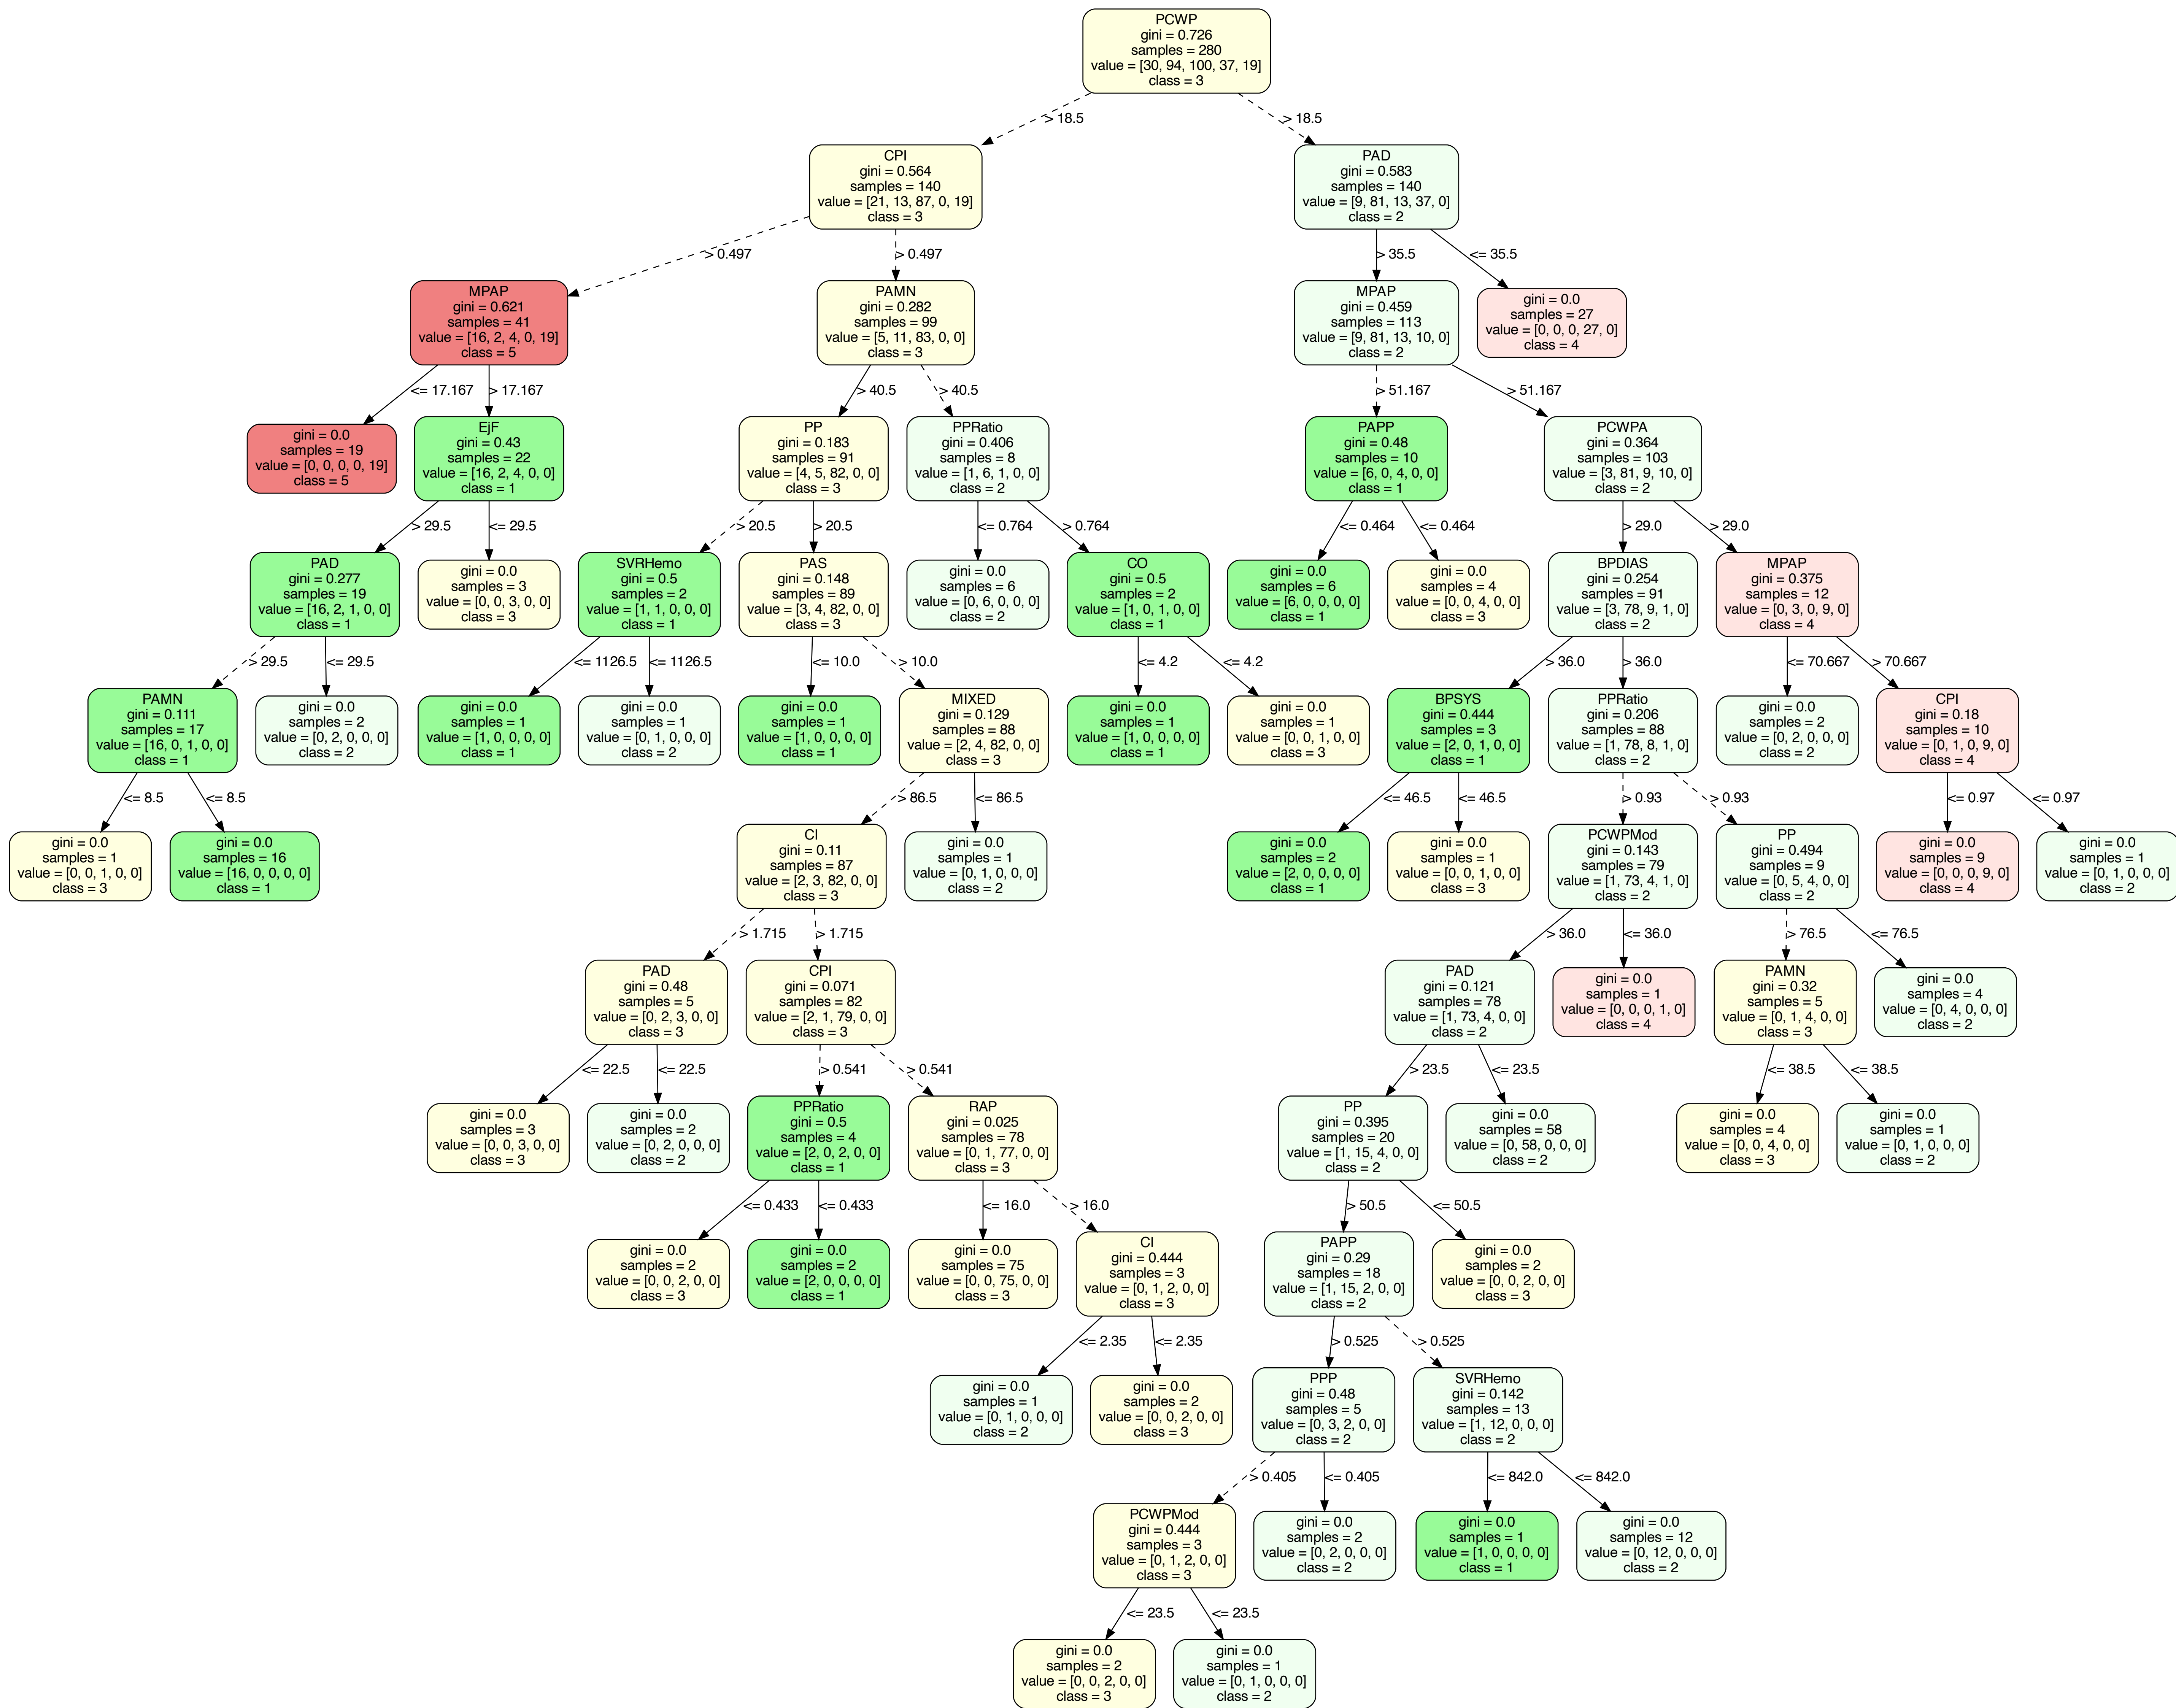 PCWP
gini = 0.726
samples = 280
value = [30, 94, 100, 37, 19]
class = 3
> 18.5
> 18.5
CPI
gini = 0.564
samples = 140
value = [21, 13, 87, 0, 19]
class = 3
PAD
gini = 0.583
samples = 140
value = [9, 81, 13, 37, 0]
class = 2
> 0.497
> 0.497
> 35.5
<= 35.5
MPAP
gini = 0.621
samples = 41
value = [16, 2, 4, 0, 19]
class = 5
PAMN
gini = 0.282
samples = 99
value = [5, 11, 83, 0, 0]
class = 3
MPAP
gini = 0.459
samples = 113
value = [9, 81, 13, 10, 0]
class = 2
gini = 0.0
samples = 27
value = [0, 0, 0, 27, 0]
class = 4
<= 17.167
> 17.167
> 40.5
> 40.5
> 51.167
> 51.167
gini = 0.0
samples = 19
value = [0, 0, 0, 0, 19]
class = 5
EjF
gini = 0.43
samples = 22
value = [16, 2, 4, 0, 0]
class = 1
PP
gini = 0.183
samples = 91
value = [4, 5, 82, 0, 0]
class = 3
PPRatio
gini = 0.406
samples = 8
value = [1, 6, 1, 0, 0]
class = 2
PAPP
gini = 0.48
samples = 10
value = [6, 0, 4, 0, 0]
class = 1
PCWPA
gini = 0.364
samples = 103
value = [3, 81, 9, 10, 0]
class = 2
> 29.5
<= 29.5
> 20.5
> 20.5
<= 0.764
> 0.764
<= 0.464
<= 0.464
> 29.0
> 29.0
PAD
gini = 0.277
samples = 19
value = [16, 2, 1, 0, 0]
class = 1
gini = 0.0
samples = 3
value = [0, 0, 3, 0, 0]
class = 3
SVRHemo
gini = 0.5
samples = 2
value = [1, 1, 0, 0, 0]
class = 1
PAS
gini = 0.148
samples = 89
value = [3, 4, 82, 0, 0]
class = 3
gini = 0.0
samples = 6
value = [0, 6, 0, 0, 0]
class = 2
CO
gini = 0.5
samples = 2
value = [1, 0, 1, 0, 0]
class = 1
gini = 0.0
samples = 6
value = [6, 0, 0, 0, 0]
class = 1
gini = 0.0
samples = 4
value = [0, 0, 4, 0, 0]
class = 3
BPDIAS
gini = 0.254
samples = 91
value = [3, 78, 9, 1, 0]
class = 2
MPAP
gini = 0.375
samples = 12
value = [0, 3, 0, 9, 0]
class = 4
> 29.5
<= 29.5
<= 1126.5
<= 1126.5
<= 10.0
> 10.0
<= 4.2
<= 4.2
> 36.0
> 36.0
<= 70.667
> 70.667
PAMN
gini = 0.111
samples = 17
value = [16, 0, 1, 0, 0]
class = 1
gini = 0.0
samples = 2
value = [0, 2, 0, 0, 0]
class = 2
gini = 0.0
samples = 1
value = [1, 0, 0, 0, 0]
class = 1
gini = 0.0
samples = 1
value = [0, 1, 0, 0, 0]
class = 2
gini = 0.0
samples = 1
value = [1, 0, 0, 0, 0]
class = 1
MIXED
gini = 0.129
samples = 88
value = [2, 4, 82, 0, 0]
class = 3
gini = 0.0
samples = 1
value = [1, 0, 0, 0, 0]
class = 1
gini = 0.0
samples = 1
value = [0, 0, 1, 0, 0]
class = 3
BPSYS
gini = 0.444
samples = 3
value = [2, 0, 1, 0, 0]
class = 1
PPRatio
gini = 0.206
samples = 88
value = [1, 78, 8, 1, 0]
class = 2
gini = 0.0
samples = 2
value = [0, 2, 0, 0, 0]
class = 2
CPI
gini = 0.18
samples = 10
value = [0, 1, 0, 9, 0]
class = 4
<= 8.5
<= 8.5
> 86.5
<= 86.5
<= 46.5
<= 46.5
> 0.93
> 0.93
<= 0.97
<= 0.97
gini = 0.0
samples = 1
value = [0, 0, 1, 0, 0]
class = 3
gini = 0.0
samples = 16
value = [16, 0, 0, 0, 0]
class = 1
CI
gini = 0.11
samples = 87
value = [2, 3, 82, 0, 0]
class = 3
gini = 0.0
samples = 1
value = [0, 1, 0, 0, 0]
class = 2
gini = 0.0
samples = 2
value = [2, 0, 0, 0, 0]
class = 1
gini = 0.0
samples = 1
value = [0, 0, 1, 0, 0]
class = 3
PCWPMod
gini = 0.143
samples = 79
value = [1, 73, 4, 1, 0]
class = 2
PP
gini = 0.494
samples = 9
value = [0, 5, 4, 0, 0]
class = 2
gini = 0.0
samples = 9
value = [0, 0, 0, 9, 0]
class = 4
gini = 0.0
samples = 1
value = [0, 1, 0, 0, 0]
class = 2
> 1.715
> 1.715
> 36.0
<= 36.0
> 76.5
<= 76.5
PAD
gini = 0.48
samples = 5
value = [0, 2, 3, 0, 0]
class = 3
CPI
gini = 0.071
samples = 82
value = [2, 1, 79, 0, 0]
class = 3
PAD
gini = 0.121
samples = 78
value = [1, 73, 4, 0, 0]
class = 2
gini = 0.0
samples = 1
value = [0, 0, 0, 1, 0]
class = 4
PAMN
gini = 0.32
samples = 5
value = [0, 1, 4, 0, 0]
class = 3
gini = 0.0
samples = 4
value = [0, 4, 0, 0, 0]
class = 2
<= 22.5
<= 22.5
> 0.541
> 0.541
> 23.5
<= 23.5
<= 38.5
<= 38.5
gini = 0.0
samples = 3
value = [0, 0, 3, 0, 0]
class = 3
gini = 0.0
samples = 2
value = [0, 2, 0, 0, 0]
class = 2
PPRatio
gini = 0.5
samples = 4
value = [2, 0, 2, 0, 0]
class = 1
RAP
gini = 0.025
samples = 78
value = [0, 1, 77, 0, 0]
class = 3
PP
gini = 0.395
samples = 20
value = [1, 15, 4, 0, 0]
class = 2
gini = 0.0
samples = 58
value = [0, 58, 0, 0, 0]
class = 2
gini = 0.0
samples = 4
value = [0, 0, 4, 0, 0]
class = 3
gini = 0.0
samples = 1
value = [0, 1, 0, 0, 0]
class = 2
<= 0.433
<= 0.433
<= 16.0
> 16.0
> 50.5
<= 50.5
gini = 0.0
samples = 2
value = [0, 0, 2, 0, 0]
class = 3
gini = 0.0
samples = 2
value = [2, 0, 0, 0, 0]
class = 1
gini = 0.0
samples = 75
value = [0, 0, 75, 0, 0]
class = 3
CI
gini = 0.444
samples = 3
value = [0, 1, 2, 0, 0]
class = 3
PAPP
gini = 0.29
samples = 18
value = [1, 15, 2, 0, 0]
class = 2
gini = 0.0
samples = 2
value = [0, 0, 2, 0, 0]
class = 3
<= 2.35
<= 2.35
> 0.525
> 0.525
gini = 0.0
samples = 1
value = [0, 1, 0, 0, 0]
class = 2
gini = 0.0
samples = 2
value = [0, 0, 2, 0, 0]
class = 3
PPP
gini = 0.48
samples = 5
value = [0, 3, 2, 0, 0]
class = 2
SVRHemo
gini = 0.142
samples = 13
value = [1, 12, 0, 0, 0]
class = 2
> 0.405
<= 0.405
<= 842.0
<= 842.0
PCWPMod
gini = 0.444
samples = 3
value = [0, 1, 2, 0, 0]
class = 3
gini = 0.0
samples = 2
value = [0, 2, 0, 0, 0]
class = 2
gini = 0.0
samples = 1
value = [1, 0, 0, 0, 0]
class = 1
gini = 0.0
samples = 12
value = [0, 12, 0, 0, 0]
class = 2
<= 23.5
<= 23.5
gini = 0.0
samples = 2
value = [0, 0, 2, 0, 0]
class = 3
gini = 0.0
samples = 1
value = [0, 1, 0, 0, 0]
class = 2